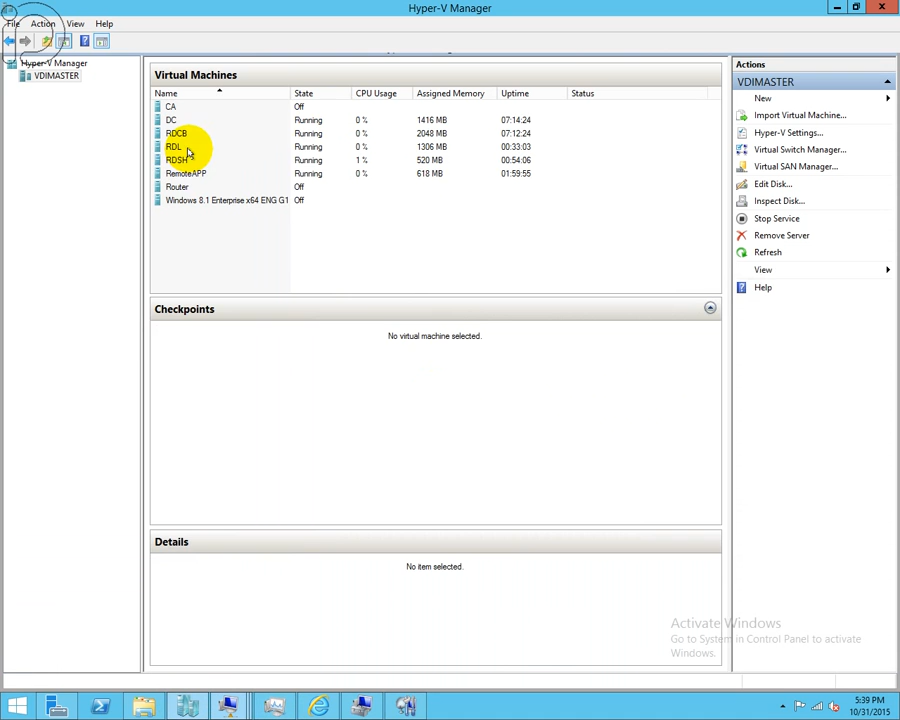 Hyper-V Manager
File Action View Help
Hyper-V Manager
VDIMASTER
Virtual Machines
Name State CPU Usage Assigned Memory Uptime Status
CA Off
DC Running 0 % 1416 MB 07:14:24
RDCB Running 0 % 2048 MB 07:12:24
RDL Running 0 % 1306 MB 00:33:03
RDSH Running 1 % 520 MB 00:54:06
RemoteAPP Running 0 % 618 MB 01:59:55
Router Off
Windows 8.1 Enterprise x64 ENG G1 Off
Checkpoints
No virtual machine selected.
Details
No item selected.
Actions
VDIMASTER
New
Import Virtual Machine...
Hyper-V Settings...
Virtual Switch Manager...
Virtual SAN Manager...
Edit Disk...
Inspect Disk...
Stop Service
Remove Server
Refresh
View
Help
Activate Windows
Go to System in Control Panel to activate
Windows.
5:39 PM
10/31/2015